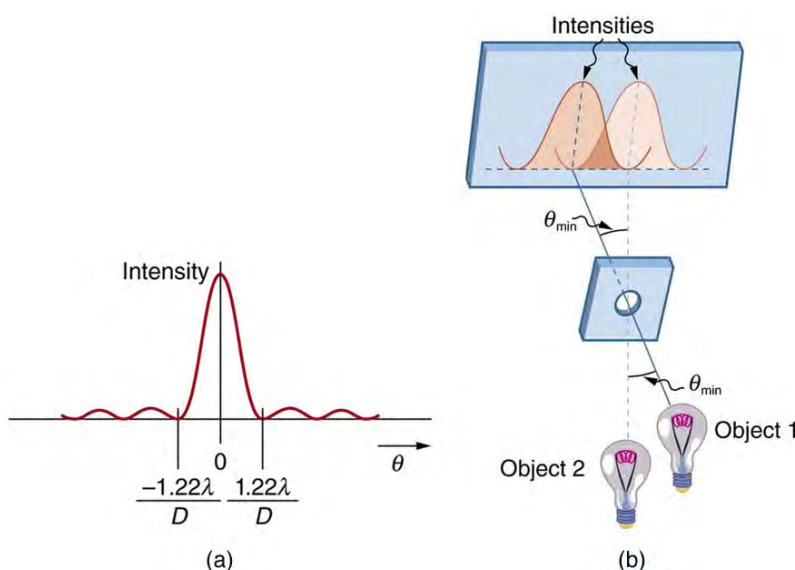 Intensity
0
θ
−1.22λ
D
1.22λ
D
(a)
Intensities
θmin
θmin
Object 1
Object 2
(b)